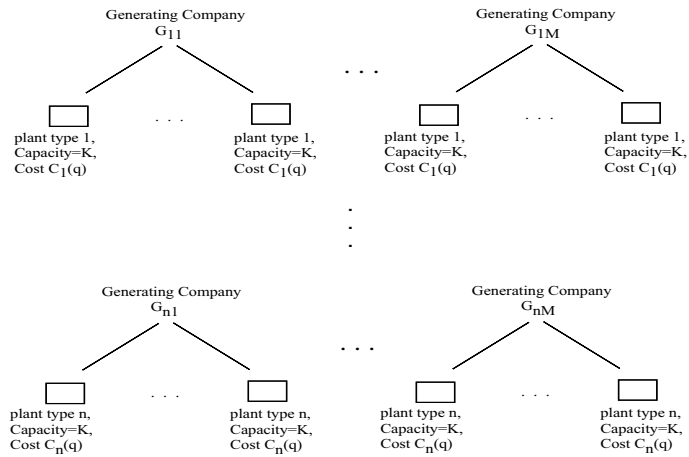 Generating Company
G11
Generating Company
G1M
. . .
. . .
plant type 1,
Capacity=K,
Cost C1(q)
plant type 1,
Capacity=K,
Cost C1(q)
. . .
plant type 1,
Capacity=K,
Cost C1(q)
plant type 1,
Capacity=K,
Cost C1(q)
.
.
.
Generating Company
Gn1
Generating Company
GnM
. . .
. . .
plant type n,
Capacity=K,
Cost Cn(q)
plant type n,
Capacity=K,
Cost Cn(q)
. . .
plant type n,
Capacity=K,
Cost Cn(q)
plant type n,
Capacity=K,
Cost Cn(q)